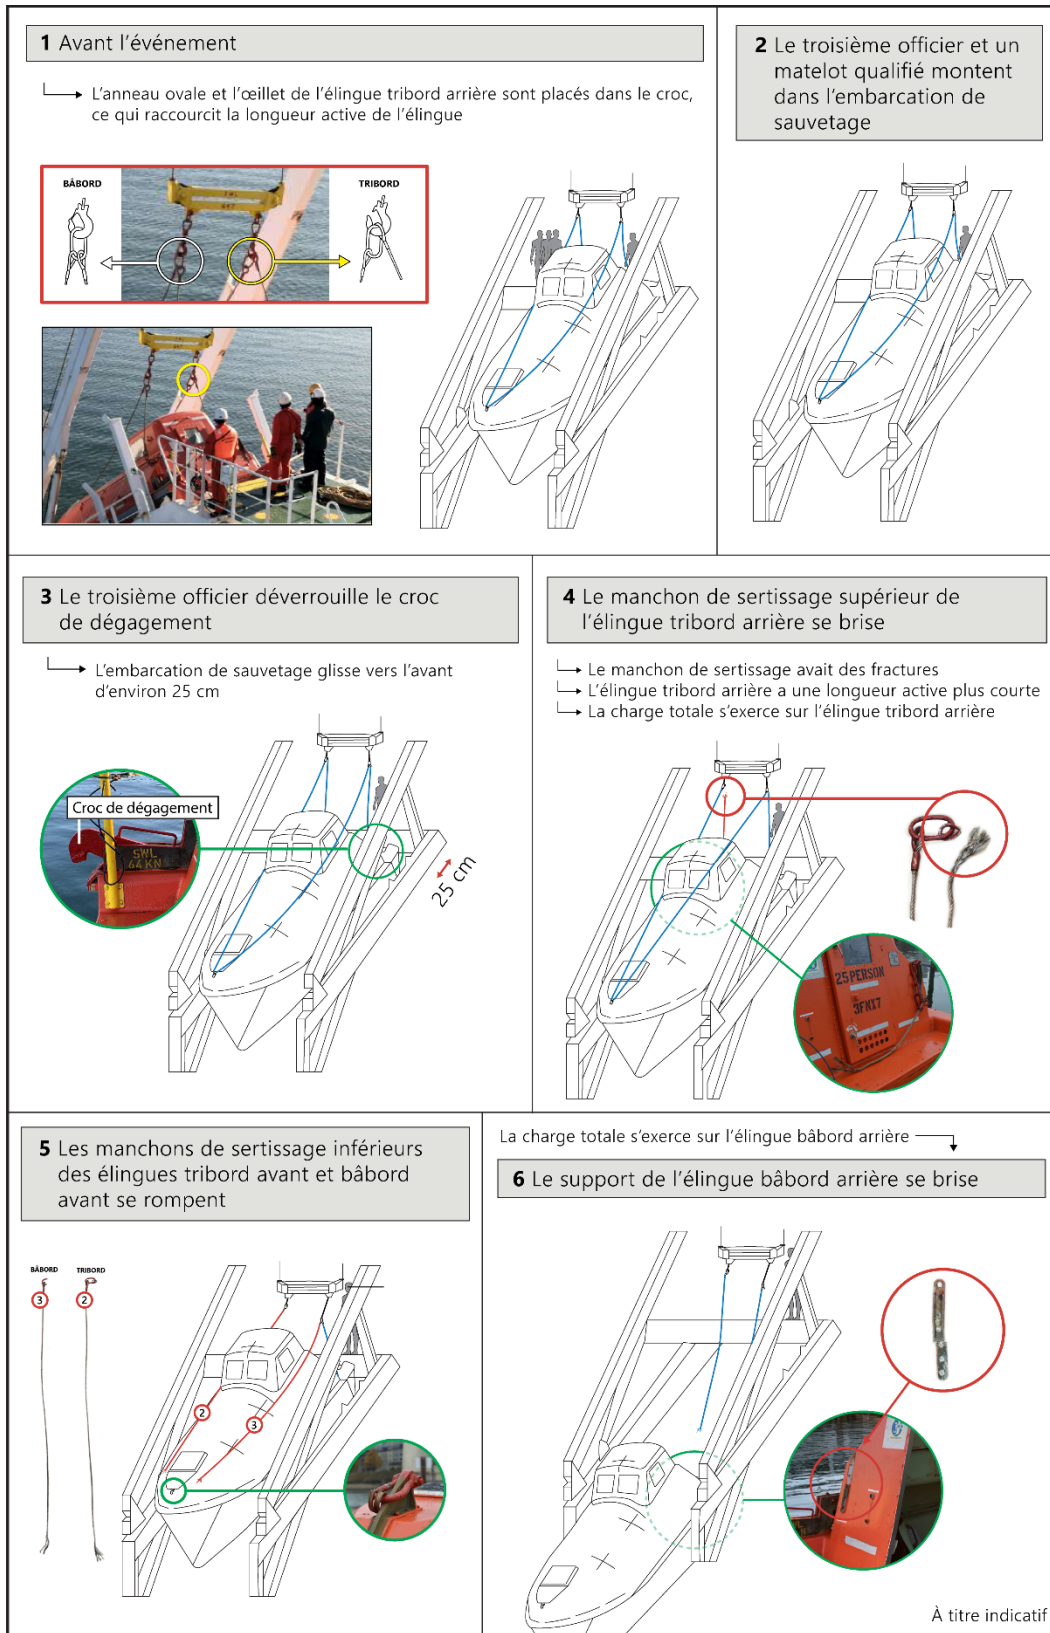 1 Avant l'événement
L'anneau ovale et l'œillet de l'élingue tribord arrière sont placés dans le croc,
ce qui raccourcit la longueur active de l'élingue
BÂBORD
TRIBORD
2 Le troisième officier et un
matelot qualifié montent
dans l'embarcation de
sauvetage
3 Le troisième officier déverrouille le croc
de dégagement
L'embarcation de sauvetage glisse vers l'avant
d'environ 25 cm
Croc de dégagement
SWL
64 KN
25 cm
4 Le manchon de sertissage supérieur de
l'élingue tribord arrière se brise
Le manchon de sertissage avait des fractures
L'élingue tribord arrière a une longueur active plus courte
La charge totale s'exerce sur l'élingue tribord arrière
25 PERSON
3FNX7
5 Les manchons de sertissage inférieurs
des élingues tribord avant et bâbord
avant se rompent
BÂBORD
TRIBORD
3
2
2
3
La charge totale s'exerce sur l'élingue bâbord arrière
6 Le support de l'élingue bâbord arrière se brise
À titre indicatif